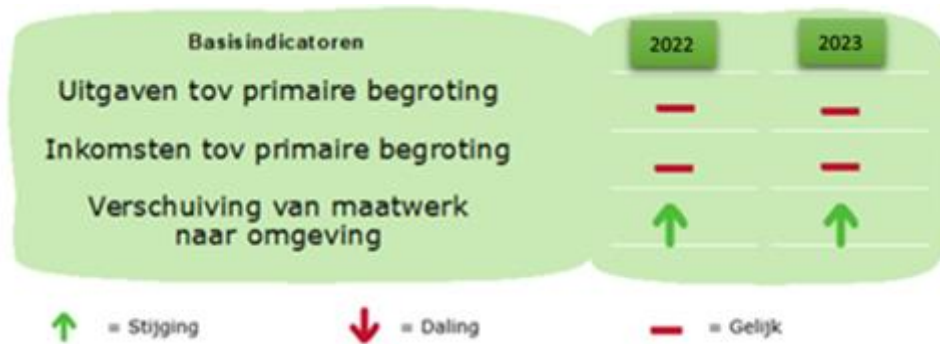 Basisindicatoren 2022 2023
Uitgaven tov primaire begroting
Inkomsten tov primaire begroting
Verschuiving van maatwerk
naar omgeving
= Stijging = Daling = Gelijk